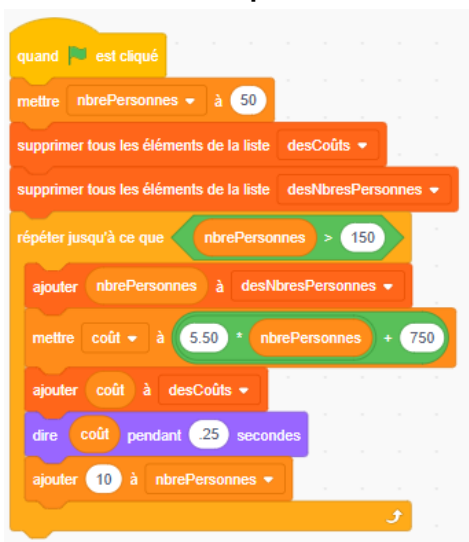 quand est cliqué
mettre nbrePersonnes à 50
supprimer tous les éléments de la liste desCoûts
supprimer tous les éléments de la liste desNbresPersonnes
répéter jusqu'à ce que nbrePersonnes > 150
ajouter nbrePersonnes à desNbresPersonnes
mettre coût à 5.50 * nbrePersonnes + 750
ajouter coût à desCoûts
dire coût pendant .25 secondes
ajouter 10 à nbrePersonnes